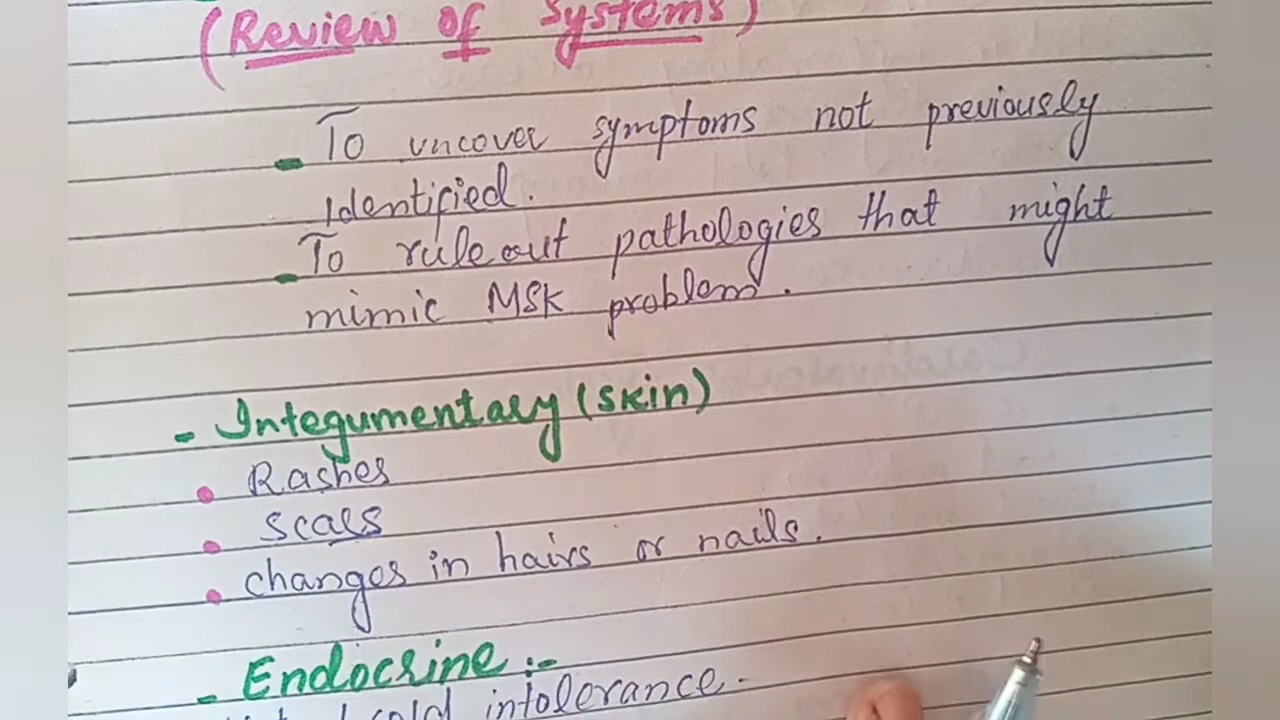 (Review of Systems)
- To uncover symptoms not previously
identified.
- To rule out pathologies that might
mimic MSK problem.
- Integumentary (skin)
• Rashes
• scars
• changes in hairs or nails.
- Endocrine :-
cold intolerance.